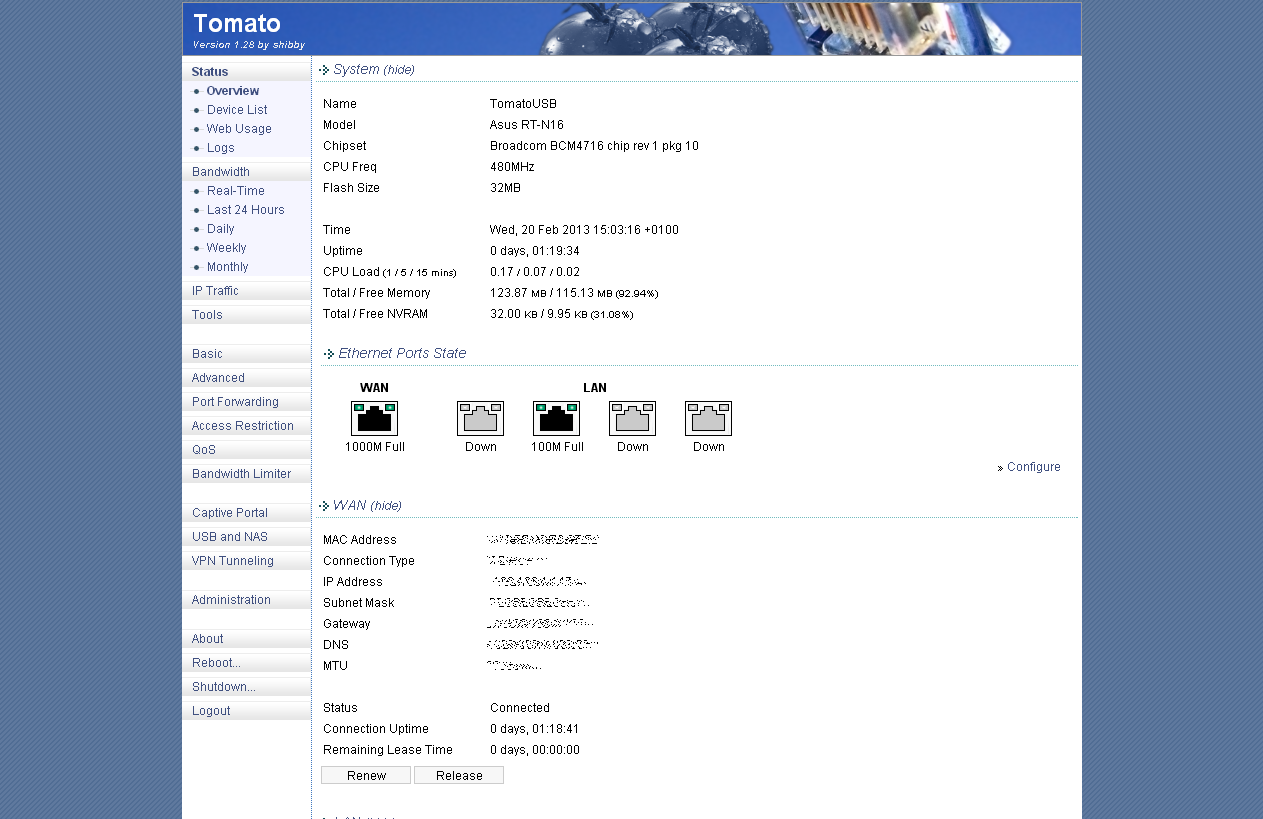 Tomato
Version 1.28 by shibby
Status
Overview
Device List
Web Usage
Logs
Bandwidth
Real-Time
Last 24 Hours
Daily
Weekly
Monthly
IP Traffic
Tools
Basic
Advanced
Port Forwarding
Access Restriction
QoS
Bandwidth Limiter
Captive Portal
USB and NAS
VPN Tunneling
Administration
About
Reboot...
Shutdown...
Logout
System (hide)
Name TomatoUSB
Model Asus RT-N16
Chipset Broadcom BCM4716 chip rev 1 pkg 10
CPU Freq 480MHz
Flash Size 32MB
Time Wed, 20 Feb 2013 15:03:16 +0100
Uptime 0 days, 01:19:34
CPU Load (1 / 5 / 15 mins) 0.17 / 0.07 / 0.02
Total / Free Memory 123.87 MB / 115.13 MB (92.94%)
Total / Free NVRAM 32.00 KB / 9.95 KB (31.08%)
Ethernet Ports State
WAN LAN
1000M Full Down 100M Full Down Down
» Configure
WAN (hide)
MAC Address
Connection Type
IP Address
Subnet Mask
Gateway
DNS
MTU
Status Connected
Connection Uptime 0 days, 01:18:41
Remaining Lease Time 0 days, 00:00:00
Renew Release